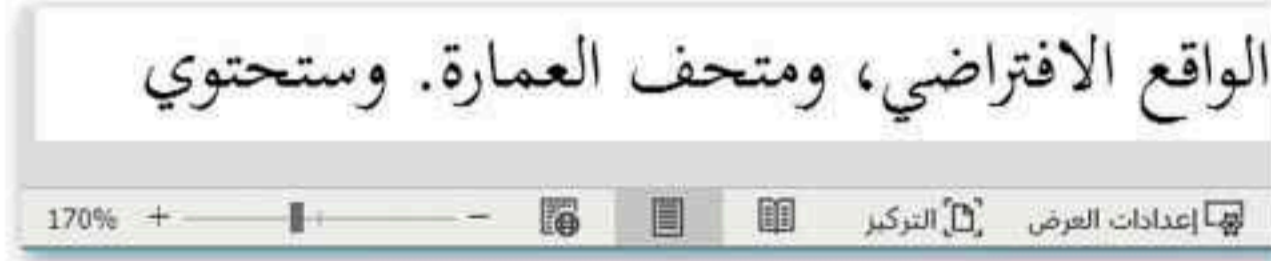 الواقع الافتراضي، ومتحف العمارة. وستحتوي
إعدادات العرض التركيز 170%